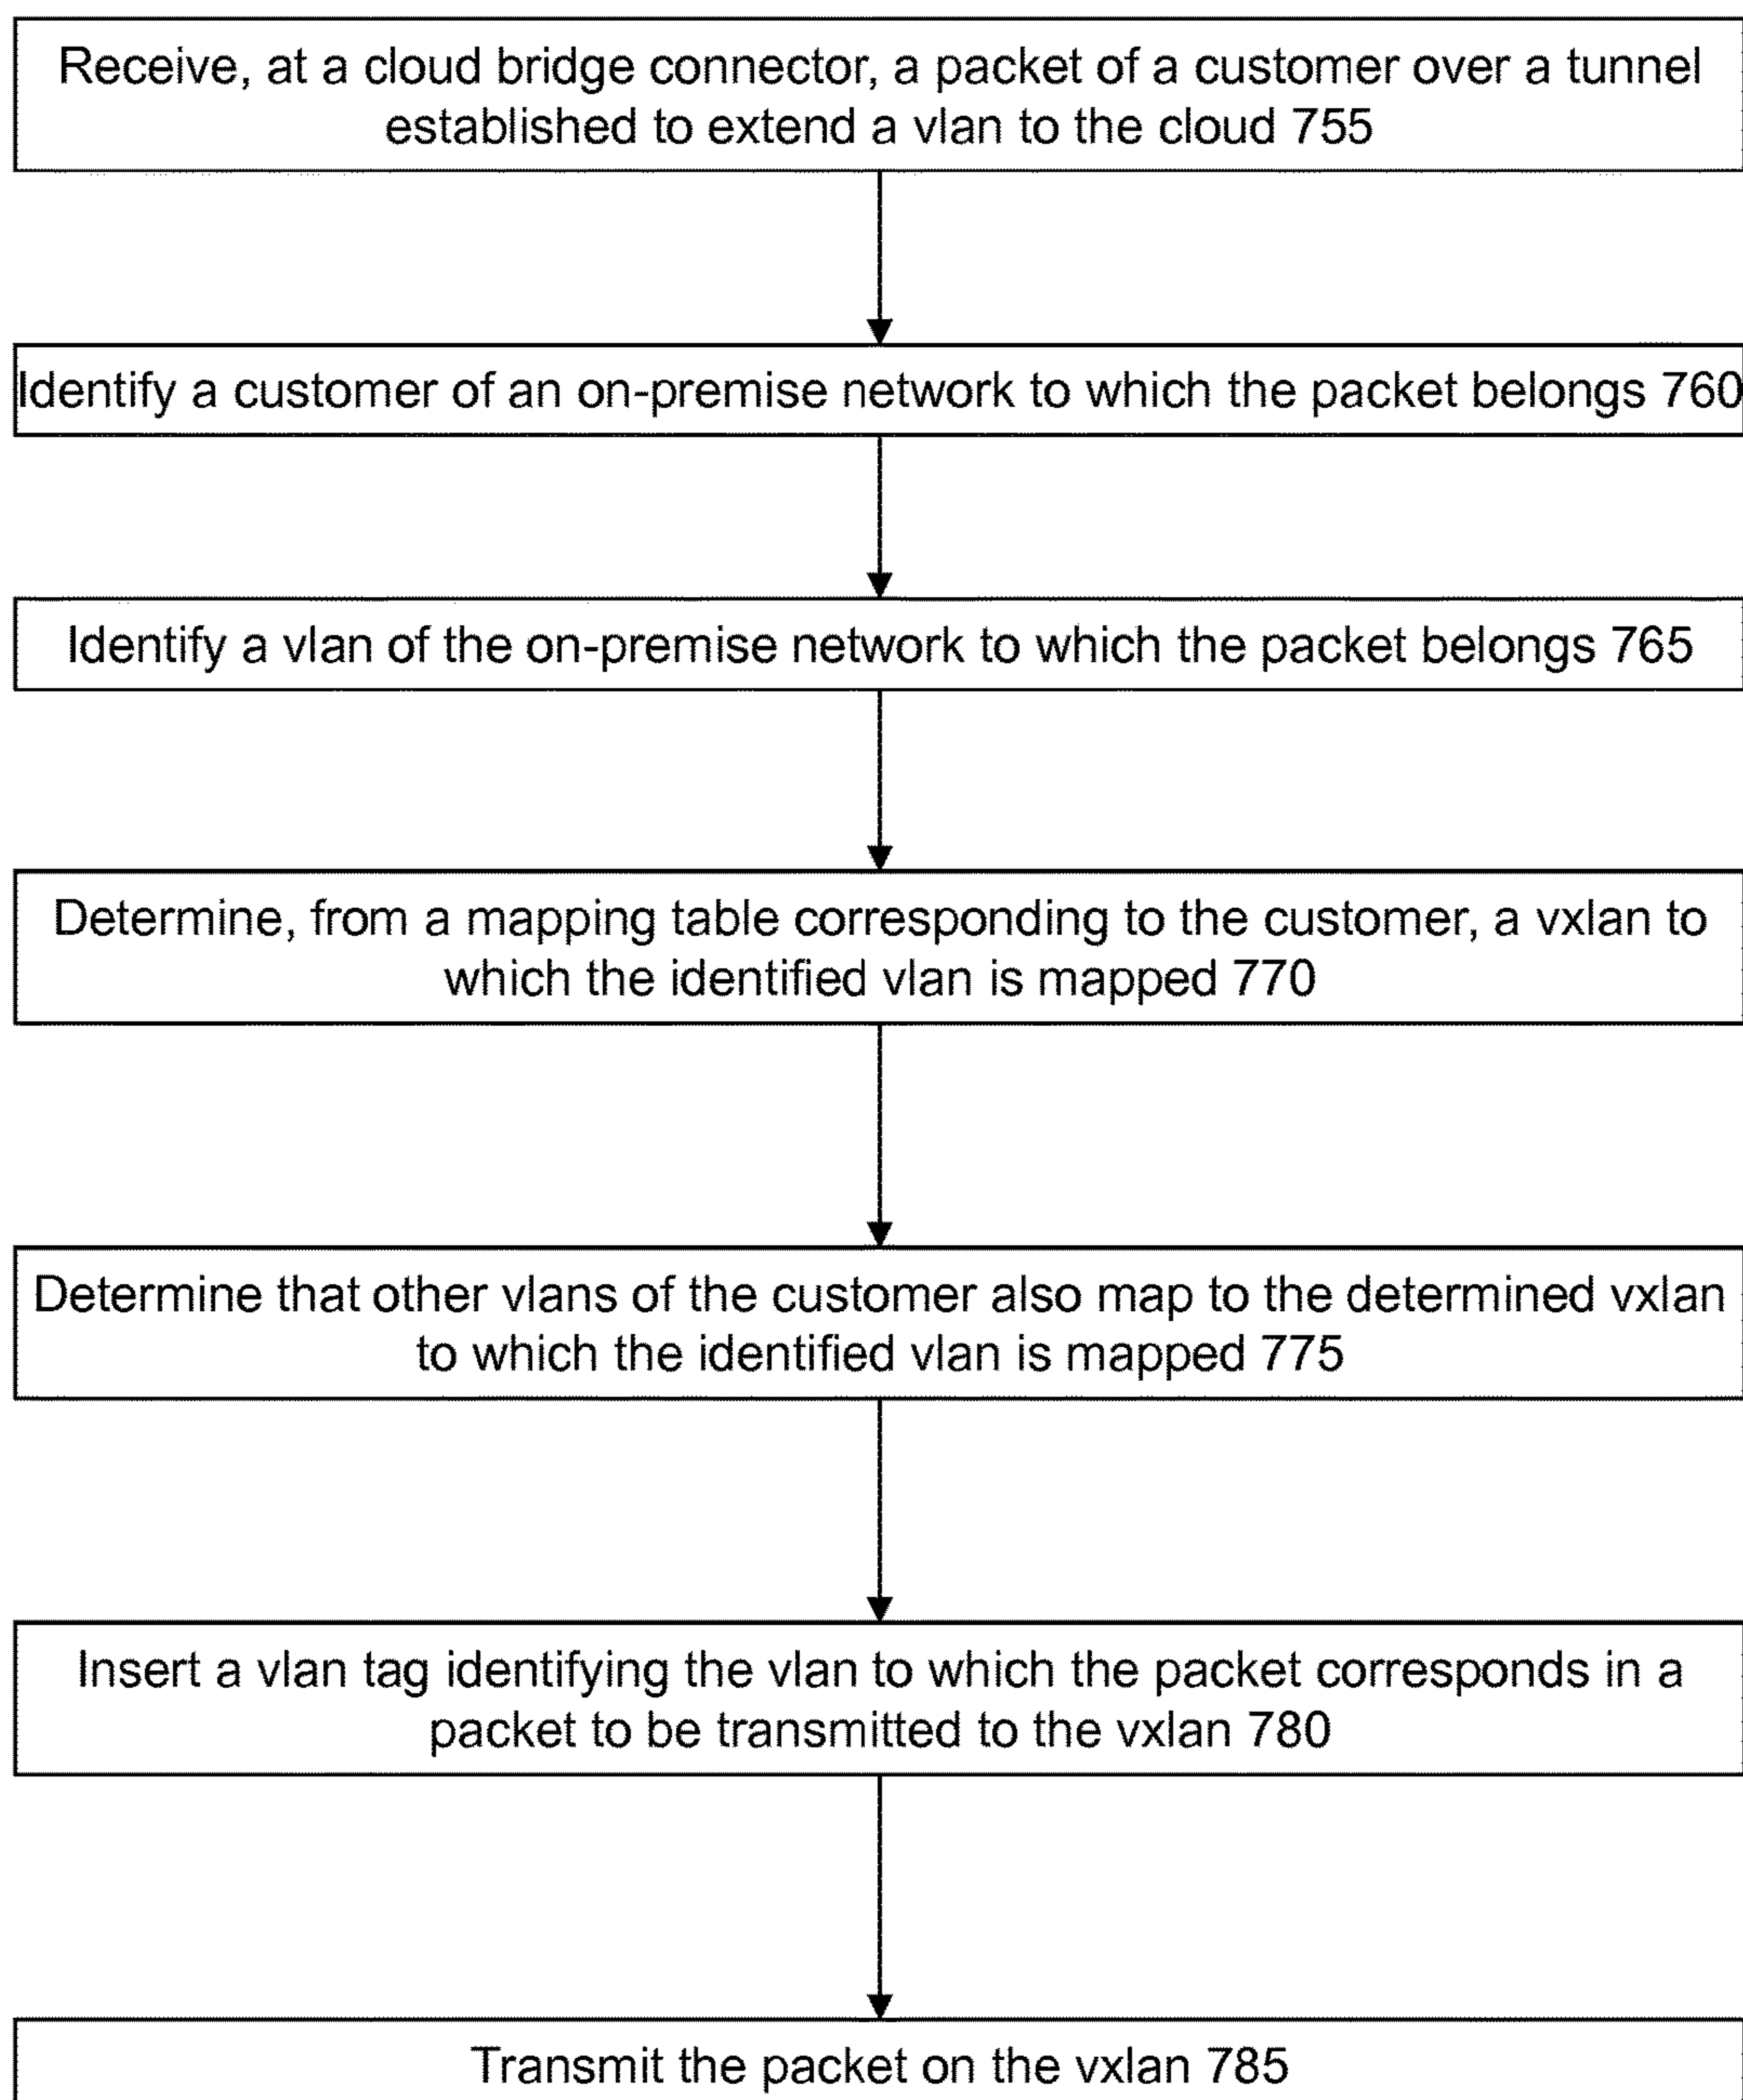 Receive, at a cloud bridge connector, a packet of a customer over a tunnel
established to extend a vlan to the cloud 755
Identify a customer of an on-premise network to which the packet belongs 760
Identify a vlan of the on-premise network to which the packet belongs 765
Determine, from a mapping table corresponding to the customer, a vxlan to
which the identified vlan is mapped 770
Determine that other vlans of the customer also map to the determined vxlan
to which the identified vlan is mapped 775
Insert a vlan tag identifying the vlan to which the packet corresponds in a
packet to be transmitted to the vxlan 780
Transmit the packet on the vxlan 785